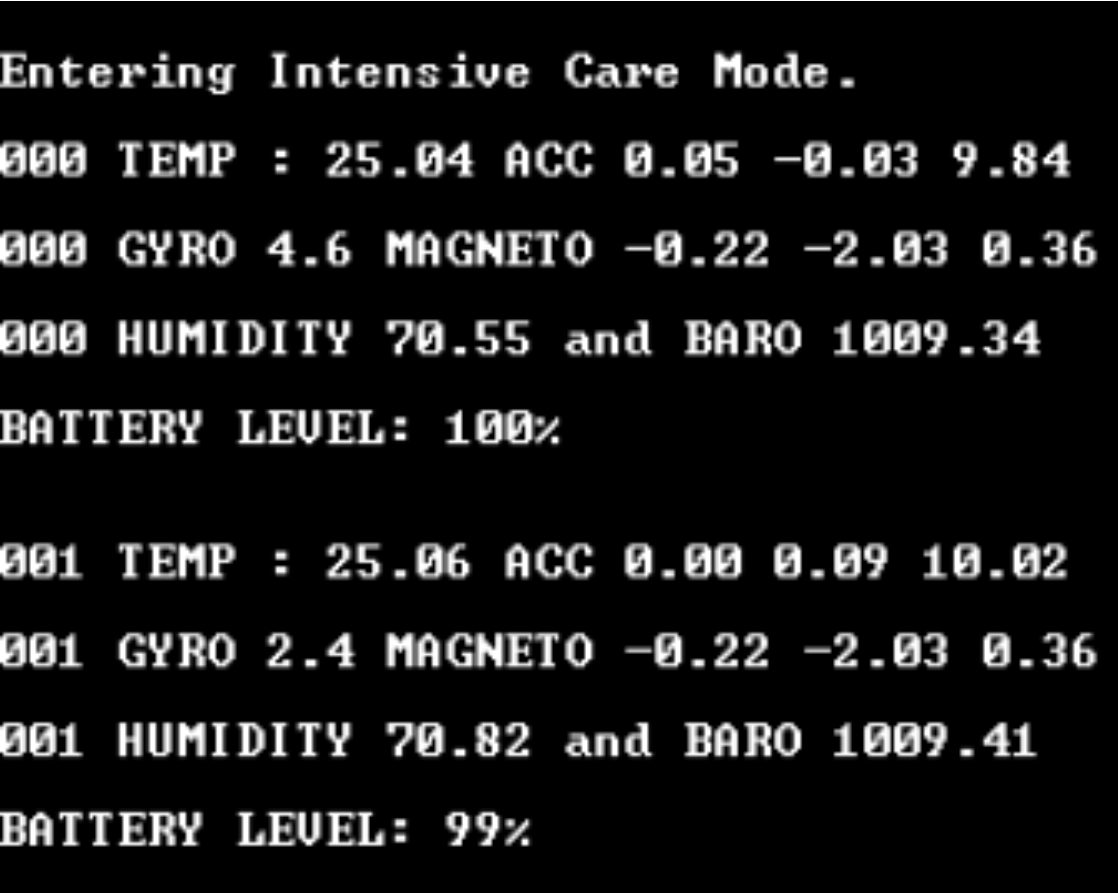 Entering Intensive Care Mode.
000 TEMP : 25.04 ACC 0.05 -0.03 9.84
000 GYRO 4.6 MAGNETO -0.22 -2.03 0.36
000 HUMIDITY 70.55 and BARO 1009.34
BATTERY LEVEL: 100%
001 TEMP : 25.06 ACC 0.00 0.09 10.02
001 GYRO 2.4 MAGNETO -0.22 -2.03 0.36
001 HUMIDITY 70.82 and BARO 1009.41
BATTERY LEVEL: 99%